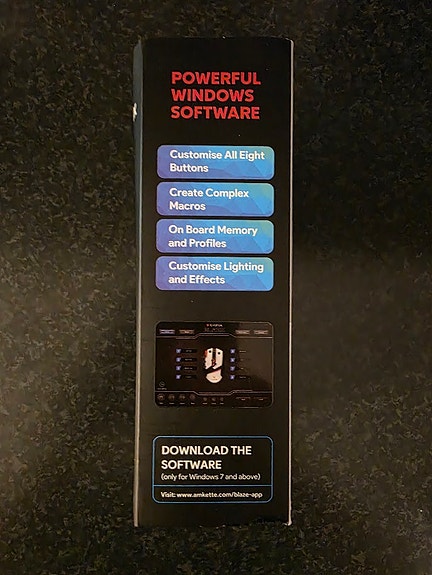 POWERFUL
WINDOWS
SOFTWARE
Customise All Eight
Buttons
Create Complex
Macros
On Board Memory
and Profiles
Customise Lighting
and Effects
DOWNLOAD THE
SOFTWARE
(only for Windows 7 and above)
Visit: www.amkette.com/blaze-app